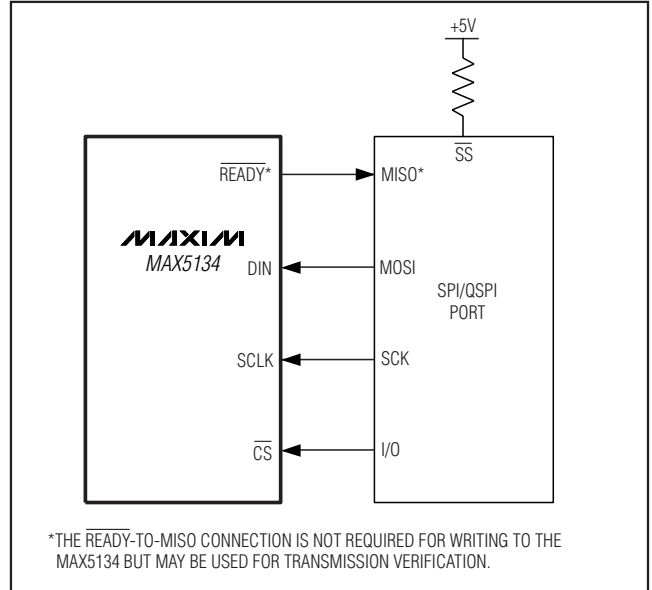 +5V
SS
READY* MISO*
MAXIM
MAX5134 DIN MOSI
SPI/QSPI
PORT
SCLK SCK
CS I/O
*THE READY-TO-MISO CONNECTION IS NOT REQUIRED FOR WRITING TO THE
MAX5134 BUT MAY BE USED FOR TRANSMISSION VERIFICATION.